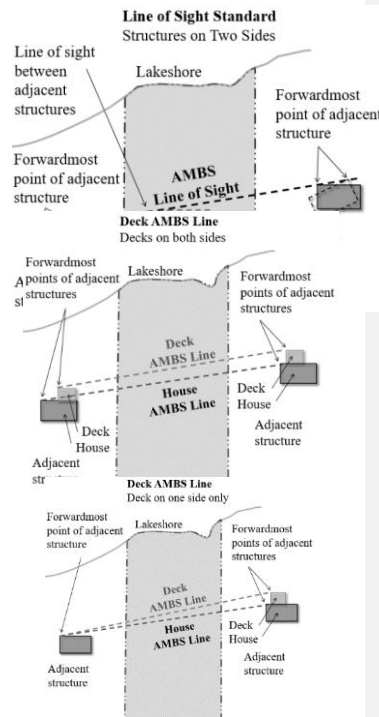 Line of Sight Standard
Structures on Two Sides
Line of sight
between
adjacent
structures
Lakeshore
Forwardmost
point of adjacent
structure
Forwardmost
point of adjacent
structure
AMBS
Line of Sight
Deck AMBS Line
Decks on both sides
Forwardmost
points of adjacent
structures
Lakeshore
Forwardmost
points of adjacent
structures
Deck
AMBS Line
House
AMBS Line
Deck
House
Adjacent
Deck
House
Adjacent
structure
Deck AMBS Line
Deck on one side only
Forwardmost
point of adjacent
structure
Lakeshore
Forwardmost
points of adjacent
structures
Deck
AMBS Line
House
AMBS Line
Deck
House
Adjacent
structure
Adjacent
structure